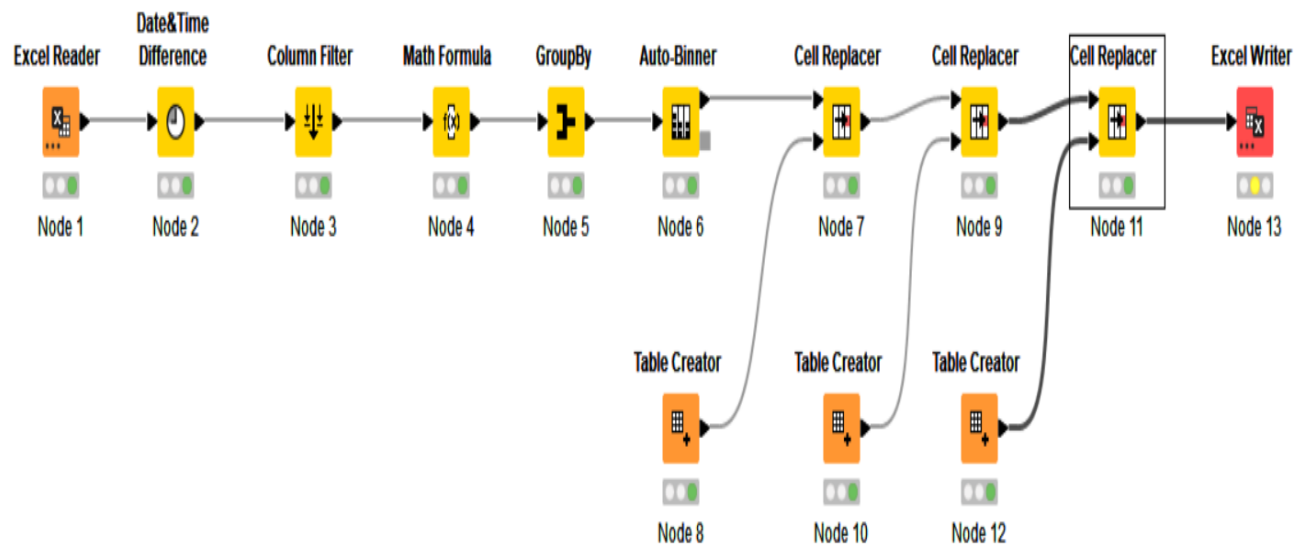 Date&Time
Excel Reader Difference Column Filter Math Formula GroupBy Auto-Binner Cell Replacer Cell Replacer Cell Replacer Excel Writer
f(x)
Node 1 Node 2 Node 3 Node 4 Node 5 Node 6 Node 7 Node 9 Node 11 Node 13
Table Creator Table Creator Table Creator
Node 8 Node 10 Node 12